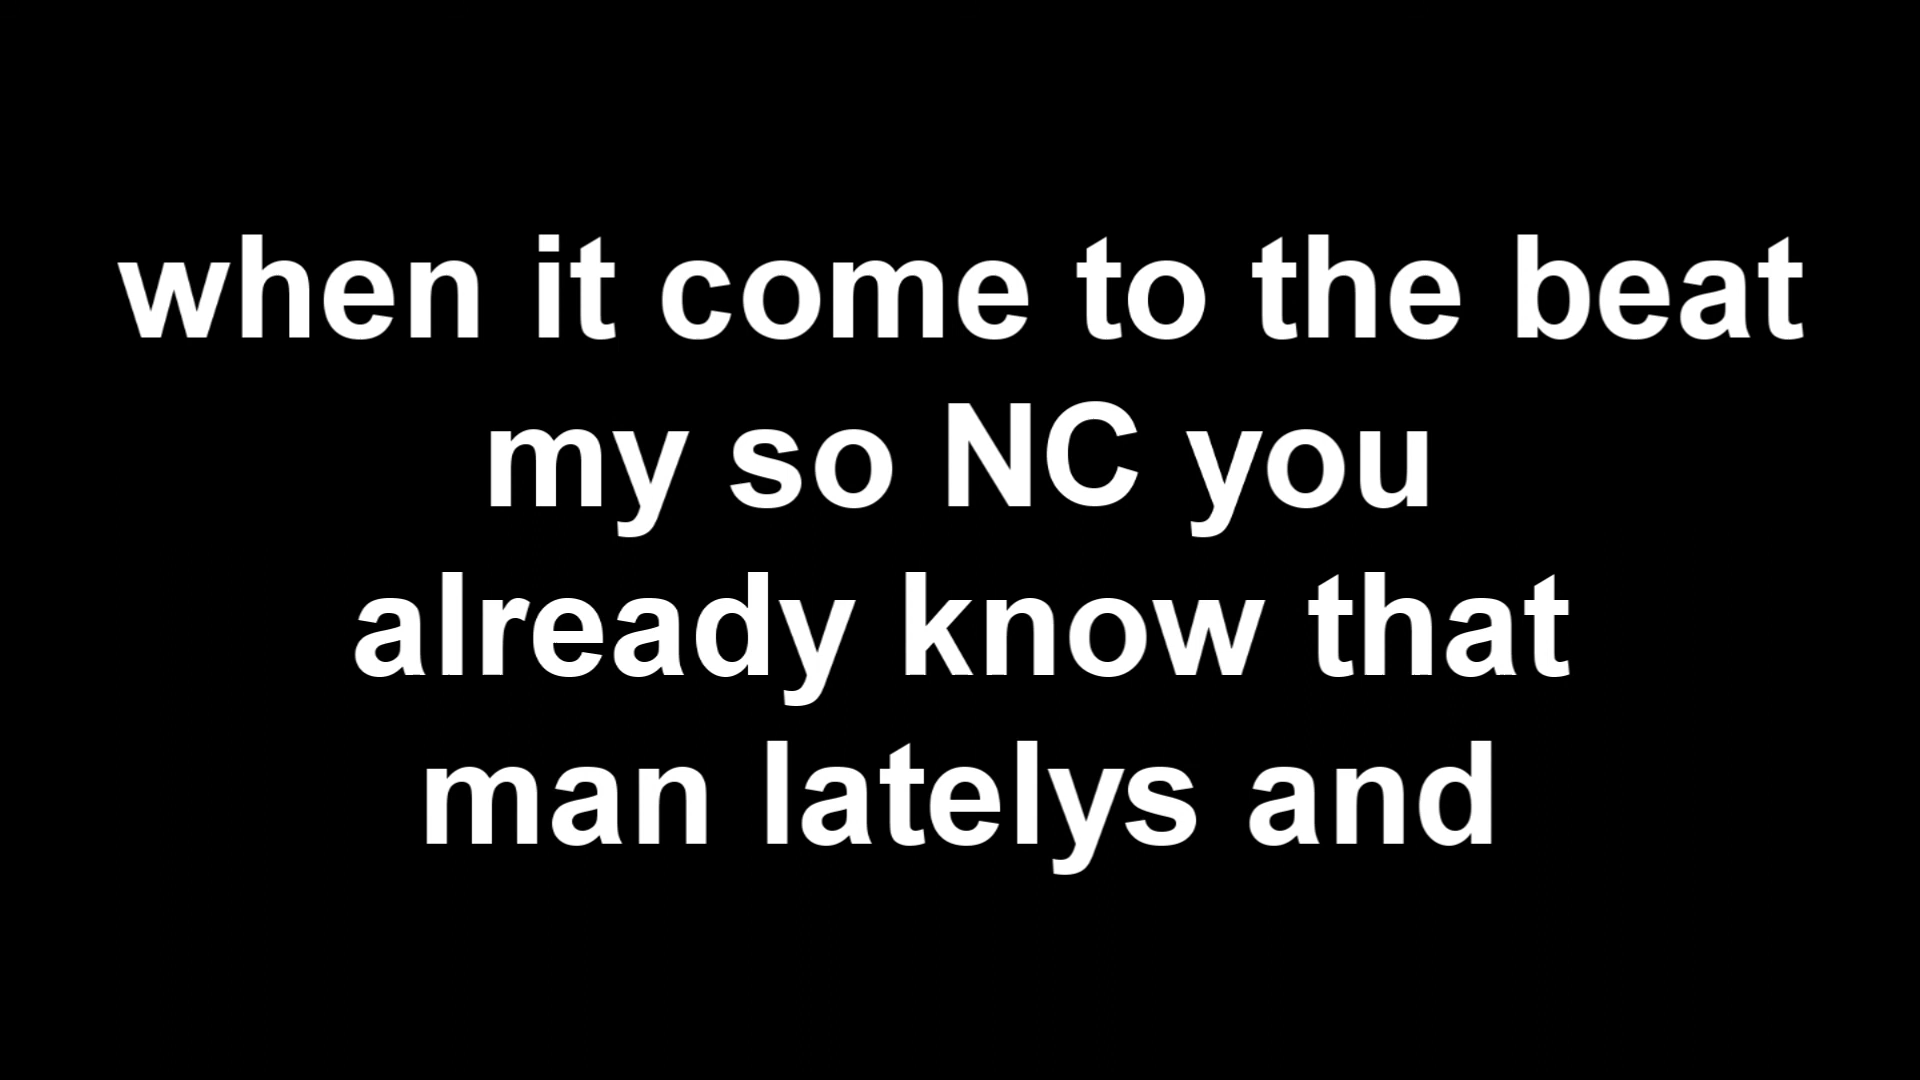 when it come to the beat
my so NC you
already know that
man latelys and